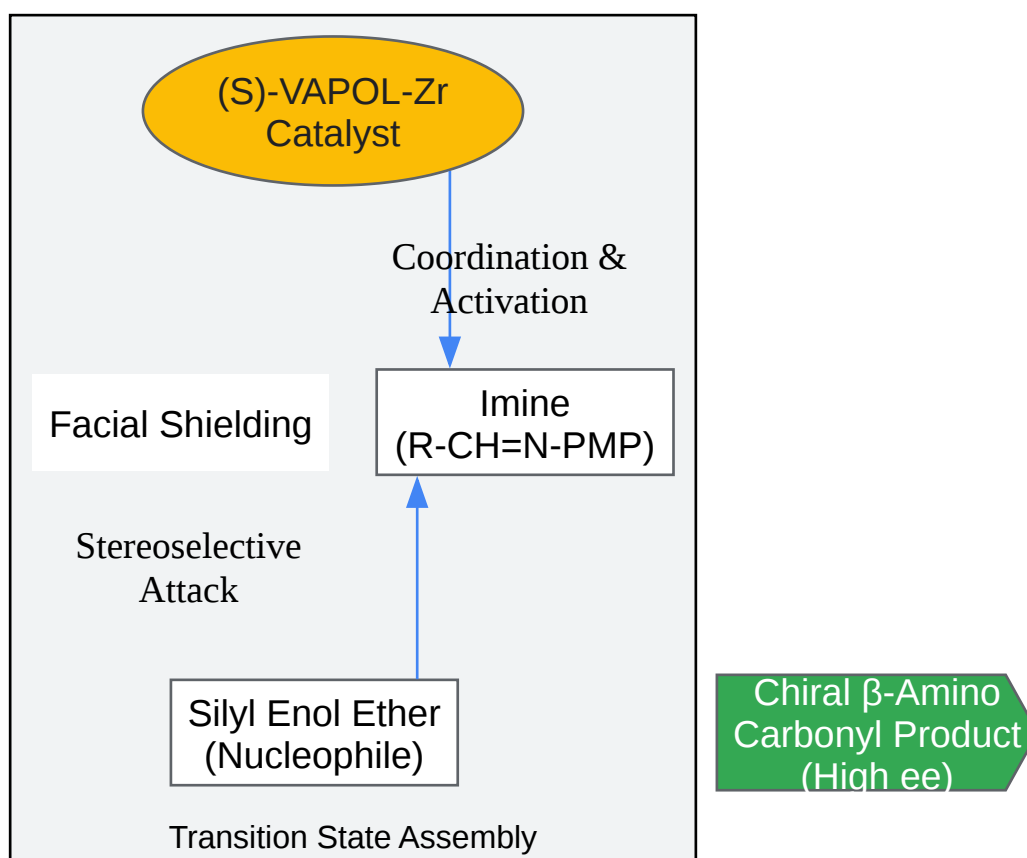 (S)-VAPOL-Zr
Catalyst
Coordination &
Activation
Facial Shielding
Imine
(R-CH=N-PMP)
Stereoselective
Attack
Silyl Enol Ether
(Nucleophile)
Chiral β-Amino
Carbonyl Product
(High ee)
Transition State Assembly